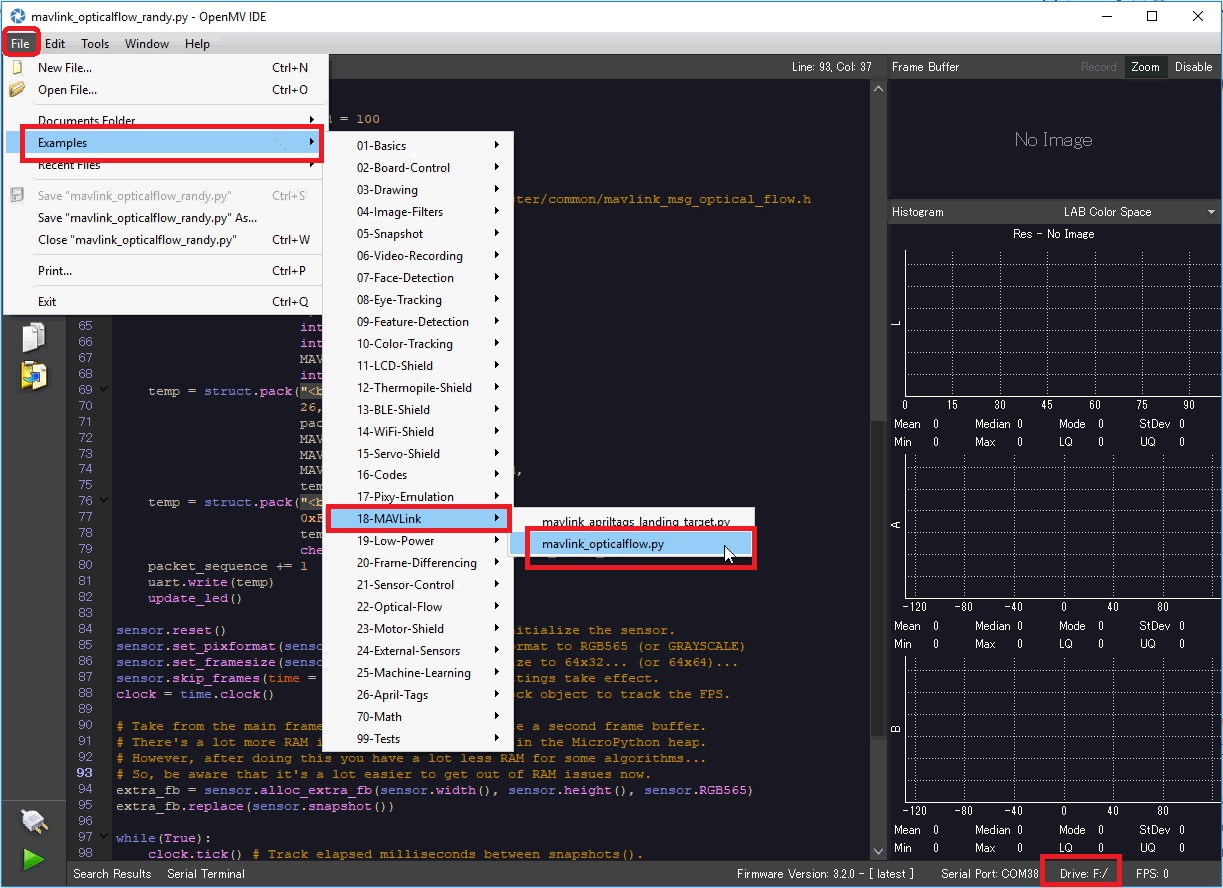 mavlink_opticalflow_randy.py - OpenMV IDE
File Edit Tools Window Help
New File... Ctrl+N
Open File... Ctrl+O
Documents Folder
Examples
Recent Files
Save "mavlink_opticalflow_randy.py" Ctrl+S
Save "mavlink_opticalflow_randy.py" As...
Close "mavlink_opticalflow_randy.py" Ctrl+W
Print... Ctrl+P
Exit Ctrl+Q
01-Basics
02-Board-Control
03-Drawing
04-Image-Filters
05-Snapshot
06-Video-Recording
07-Face-Detection
08-Eye-Tracking
09-Feature-Detection
10-Color-Tracking
11-LCD-Shield
12-Thermopile-Shield
13-BLE-Shield
14-WiFi-Shield
15-Servo-Shield
16-Codes
17-Pixy-Emulation
18-MAVLink
19-Low-Power
20-Frame-Differencing
21-Sensor-Control
22-Optical-Flow
23-Motor-Shield
24-External-Sensors
25-Machine-Learning
26-April-Tags
70-Math
99-Tests
mavlink_apriltags_landing_target.py
mavlink_opticalflow.py
Line: 93, Col: 37
= 100
ster/common/mavlink_msg_optical_flow.h
65 int
66 int
67 MAV
68 int
69 temp = struct.pack("<b
70 26,
71 pac
72 MAV
73 MAV
74 MAV ,
75 tem
76 temp = struct.pack("<b
77 0xF
78 tem
79 che
80 packet_sequence += 1
81 uart.write(temp)
82 update_led()
83
84 sensor.reset() nitialize the sensor.
85 sensor.set_pixformat(senso ormat to RGB565 (or GRAYSCALE)
86 sensor.set_framesize(senso ze to 64x32... (or 64x64)...
87 sensor.skip_frames(time = tings take effect.
88 clock = time.clock() ock object to track the FPS.
89
90 # Take from the main frame e a second frame buffer.
91 # There's a lot more RAM i in the MicroPython heap.
92 # However, after doing this you have a lot less RAM for some algorithms...
93 # So, be aware that it's a lot easier to get out of RAM issues now.
94 extra_fb = sensor.alloc_extra_fb(sensor.width(), sensor.height(), sensor.RGB565)
95 extra_fb.replace(sensor.snapshot())
96
97 while(True):
98 clock.tick() # Track elapsed milliseconds between snapshots().
Frame Buffer Record Zoom Disable
No Image
Histogram LAB Color Space
Res - No Image
L
0 15 30 45 60 75 90
Mean 0 Median 0 Mode 0 StDev 0
Min 0 Max 0 LQ 0 UQ 0
A
-120 -80 -40 0 40 80
Mean 0 Median 0 Mode 0 StDev 0
Min 0 Max 0 LQ 0 UQ 0
B
-120 -80 -40 0 40 80
Mean 0 Median 0 Mode 0 StDev 0
Min 0 Max 0 LQ 0 UQ 0
Search Results Serial Terminal Firmware Version: 3.2.0 - [ latest ] Serial Port: COM38 Drive: F:/ FPS: 0